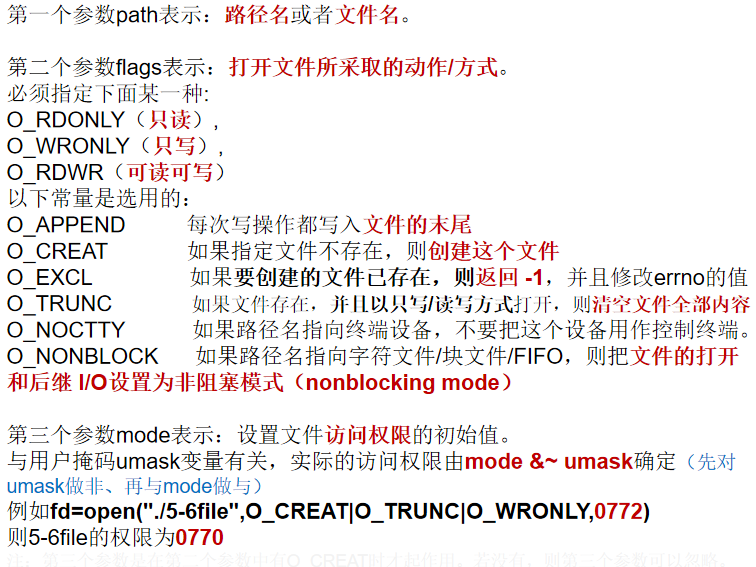 第一个参数path表示：路径名或者文件名。
第二个参数flags表示：打开文件所采取的动作/方式。
必须指定下面某一种:
O_RDONLY（只读）,
O_WRONLY（只写）,
O_RDWR（可读可写）
以下常量是选用的：
O_APPEND 每次写操作都写入文件的末尾
O_CREAT 如果指定文件不存在，则创建这个文件
O_EXCL 如果要创建的文件已存在，则返回 -1，并且修改errno的值
O_TRUNC 如果文件存在，并且以只写/读写方式打开，则清空文件全部内容
O_NOCTTY 如果路径名指向终端设备，不要把这个设备用作控制终端。
O_NONBLOCK 如果路径名指向字符文件/块文件/FIFO，则把文件的打开
和后继 I/O设置为非阻塞模式（nonblocking mode）
第三个参数mode表示：设置文件访问权限的初始值。
与用户掩码umask变量有关，实际的访问权限由mode &~ umask确定（先对
umask做非、再与mode做与）
例如fd=open("./5-6file",O_CREAT|O_TRUNC|O_WRONLY,0772)
则5-6file的权限为0770
注：第三个参数是在第二个参数中有O_CREAT时才起作用。若没有，则第三个参数可以忽略。